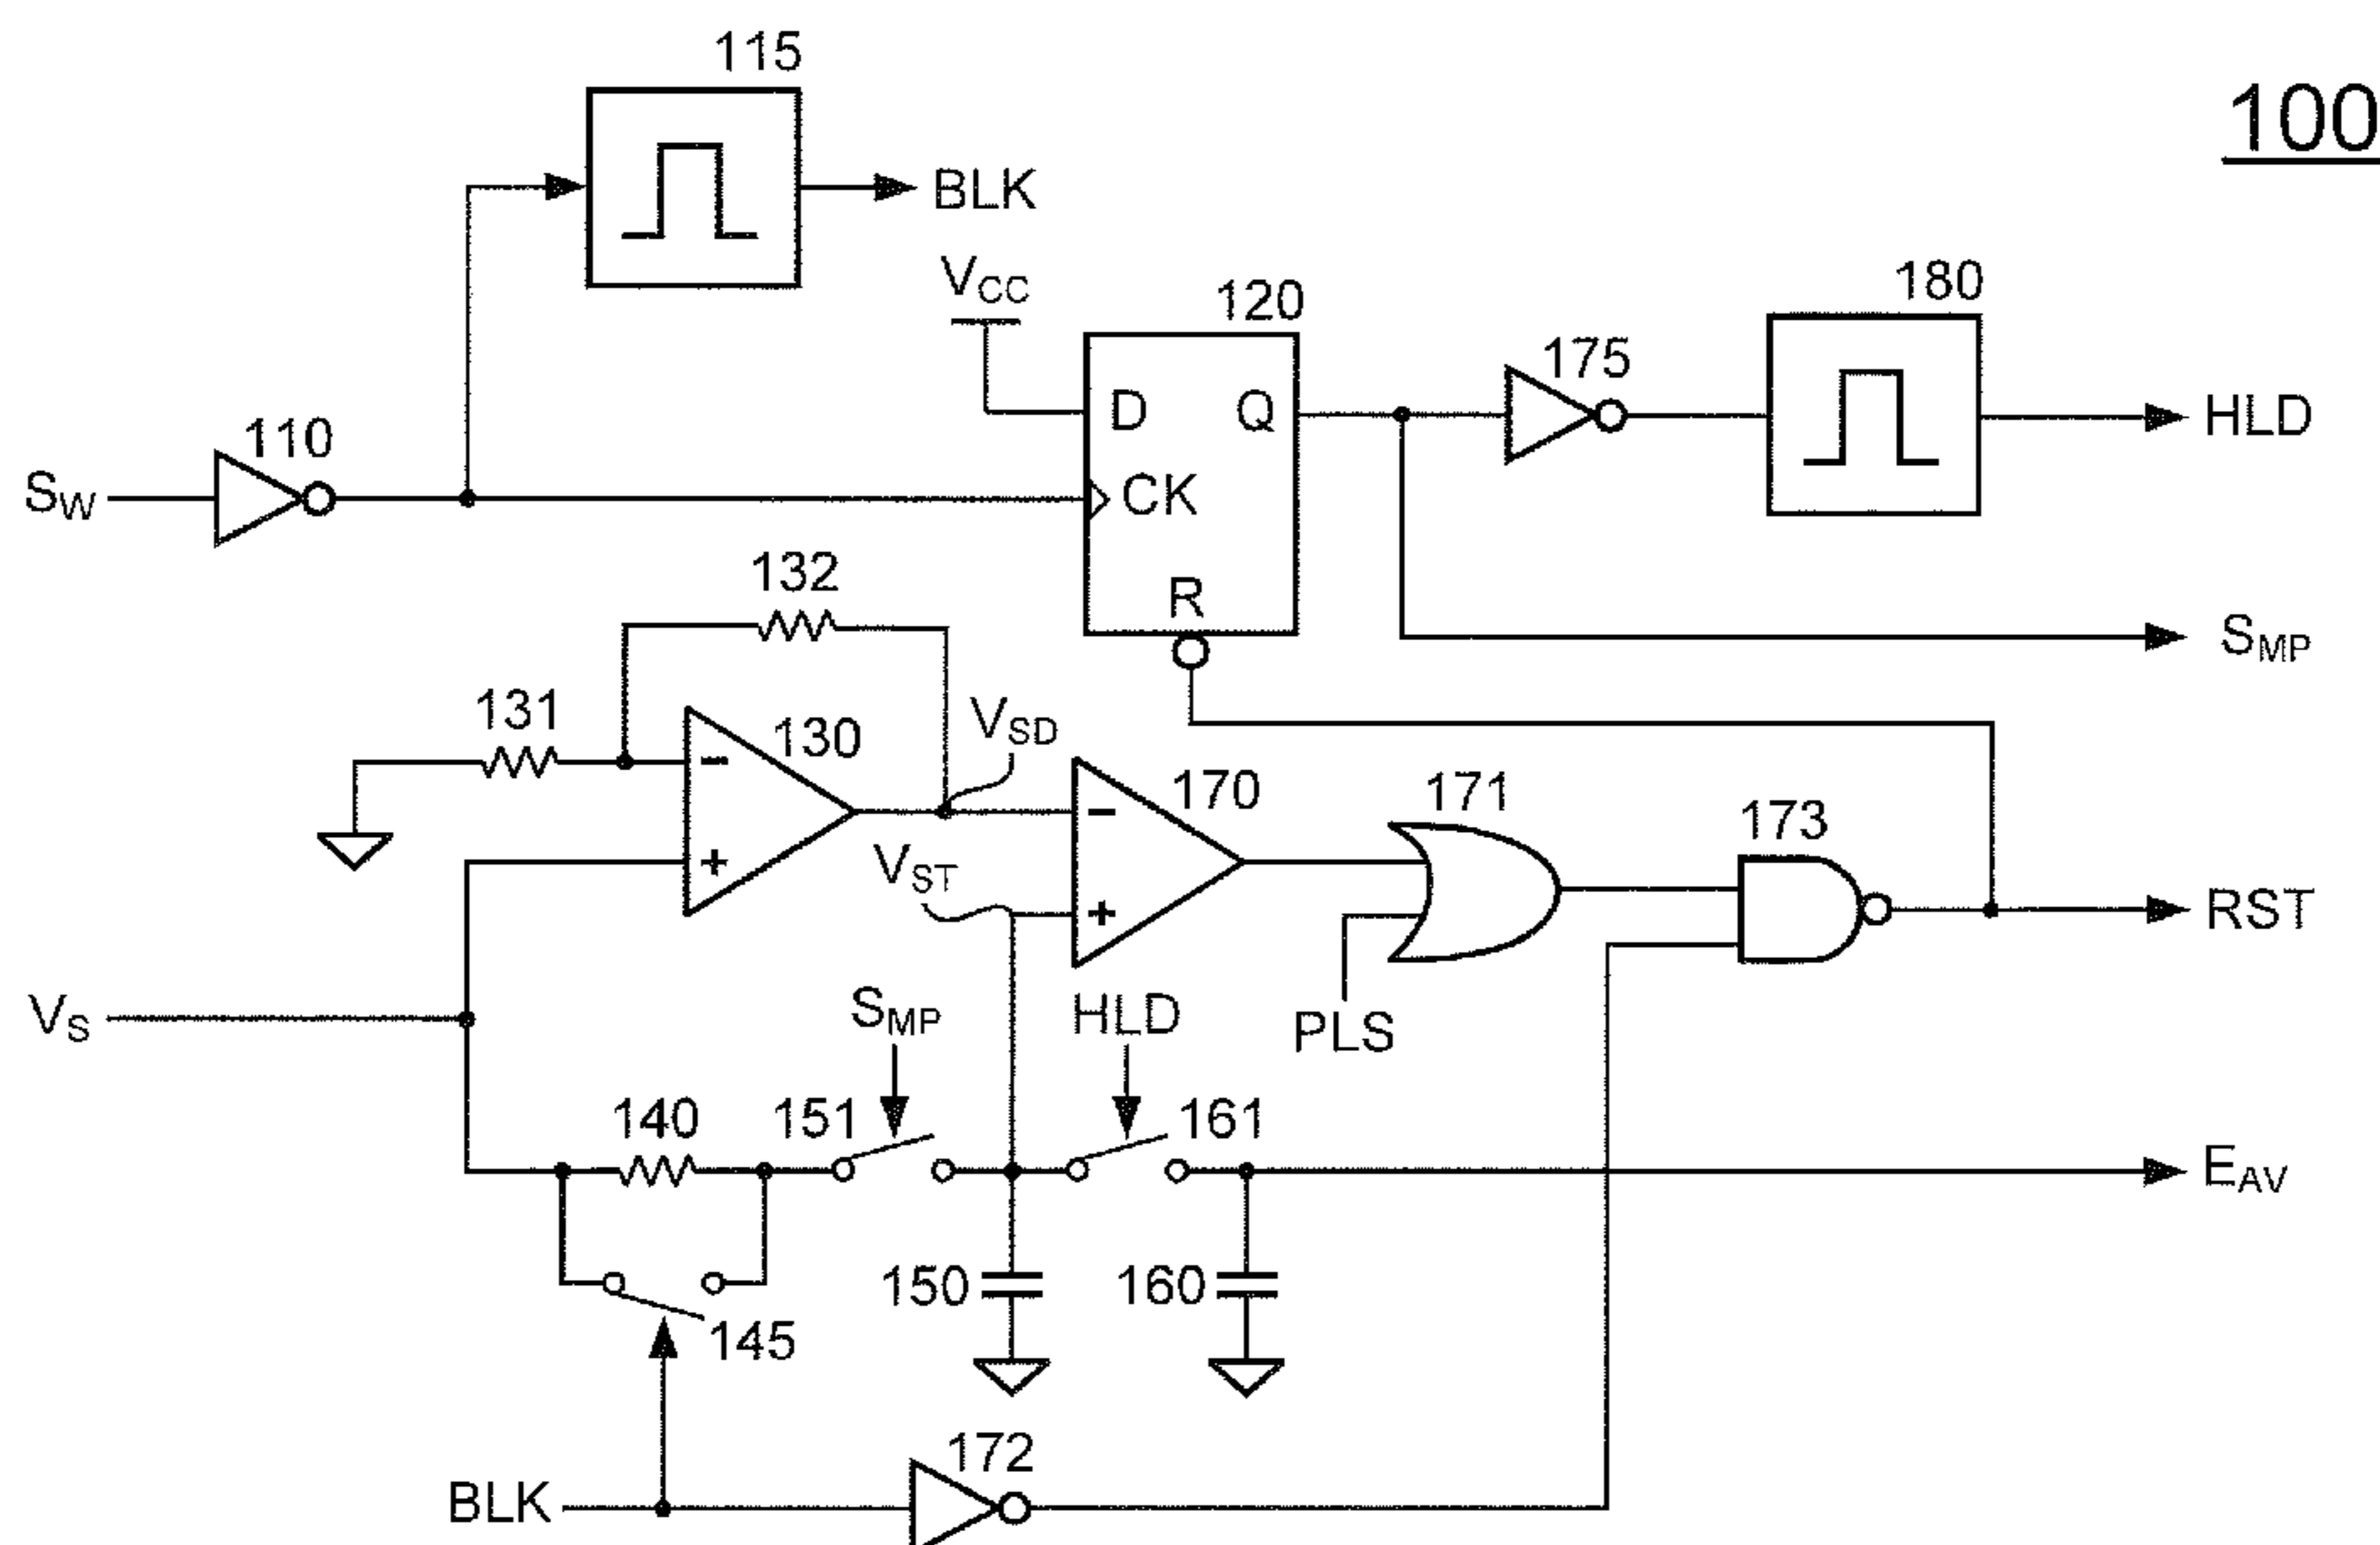 115
100
BLK
VCC
120
180
175
D
Q
HLD
110
SW
CK
132
R
SMP
131
130
VSD
170
171
173
VST
RST
VS
SMP
HLD
PLS
140
151
161
EAV
150
160
145
172
BLK